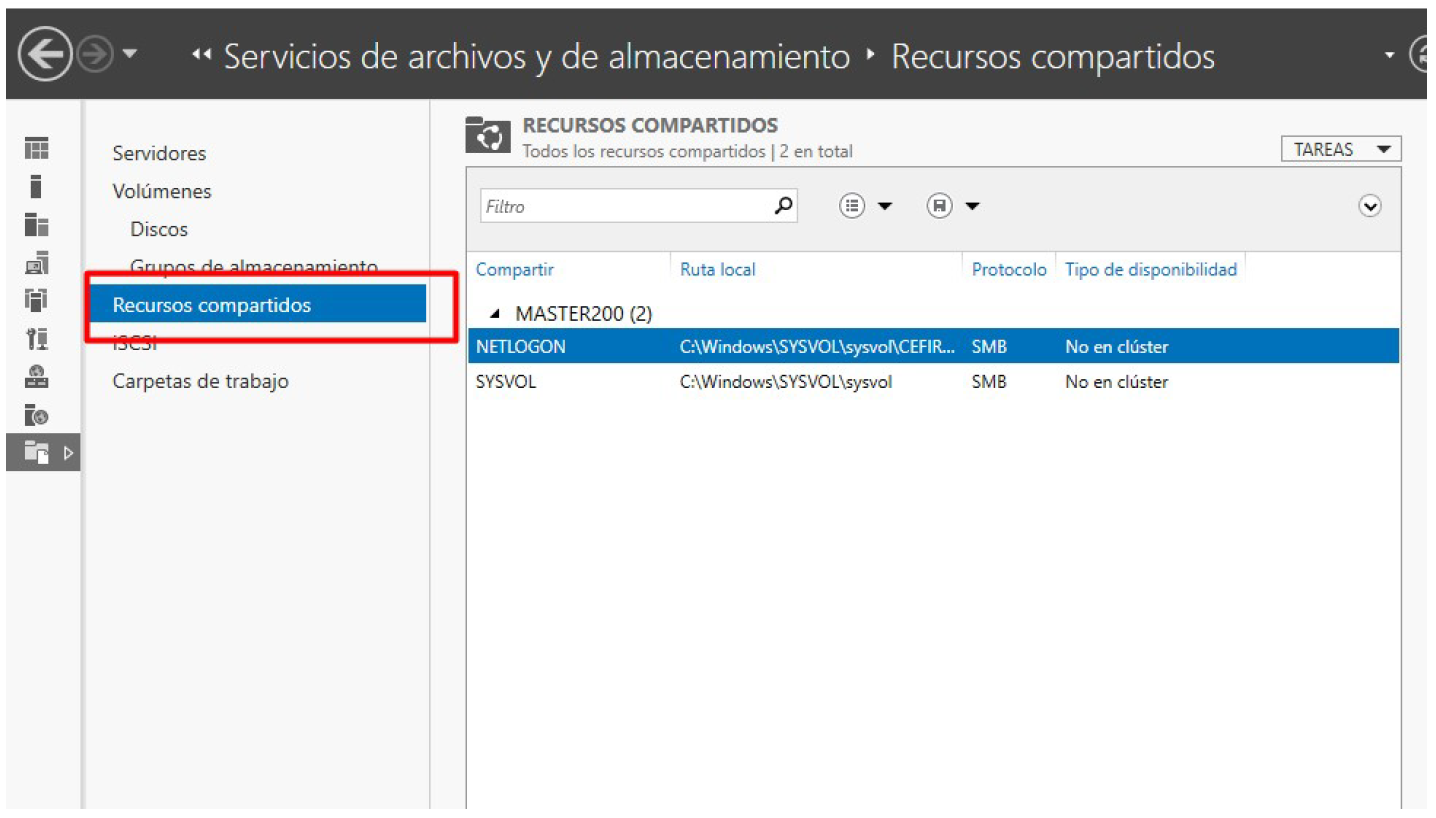 Servicios de archivos y de almacenamiento Recursos compartidos
Servidores
Volúmenes
Discos
Grupos de almacenamiento
Recursos compartidos
iSCSI
Carpetas de trabajo
RECURSOS COMPARTIDOS
Todos los recursos compartidos | 2 en total
TAREAS
Filtro
Compartir Ruta local Protocolo Tipo de disponibilidad
MASTER200 (2)
NETLOGON C:\Windows\SYSVOL\sysvol\CEFIR... SMB No en clúster
SYSVOL C:\Windows\SYSVOL\sysvol SMB No en clúster